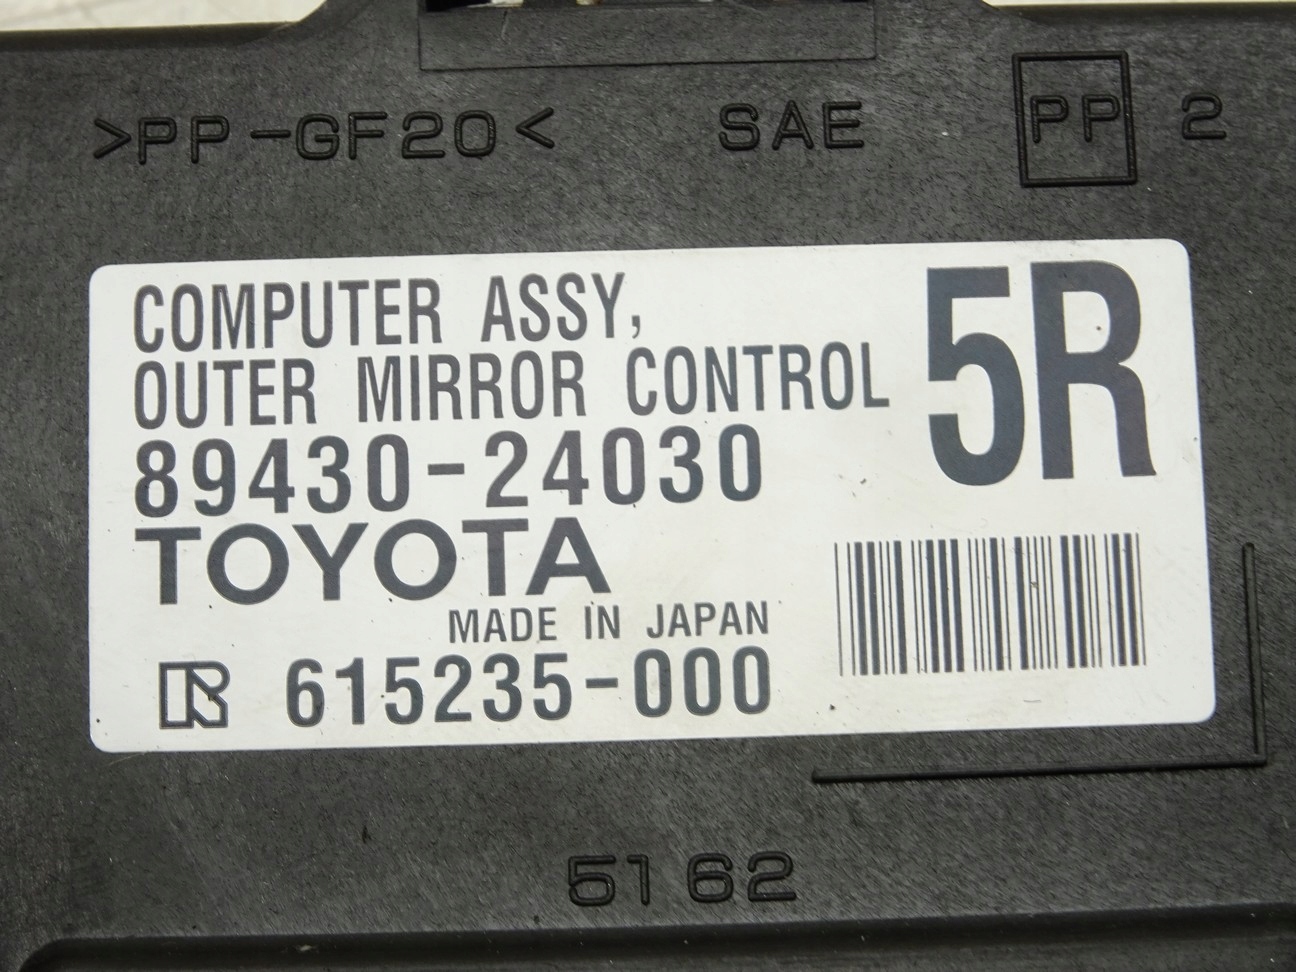 >PP-GF20< SAE PP 2
COMPUTER ASSY, 5R
OUTER MIRROR CONTROL
89430-24030
TOYOTA
MADE IN JAPAN
R 615235-000
5162